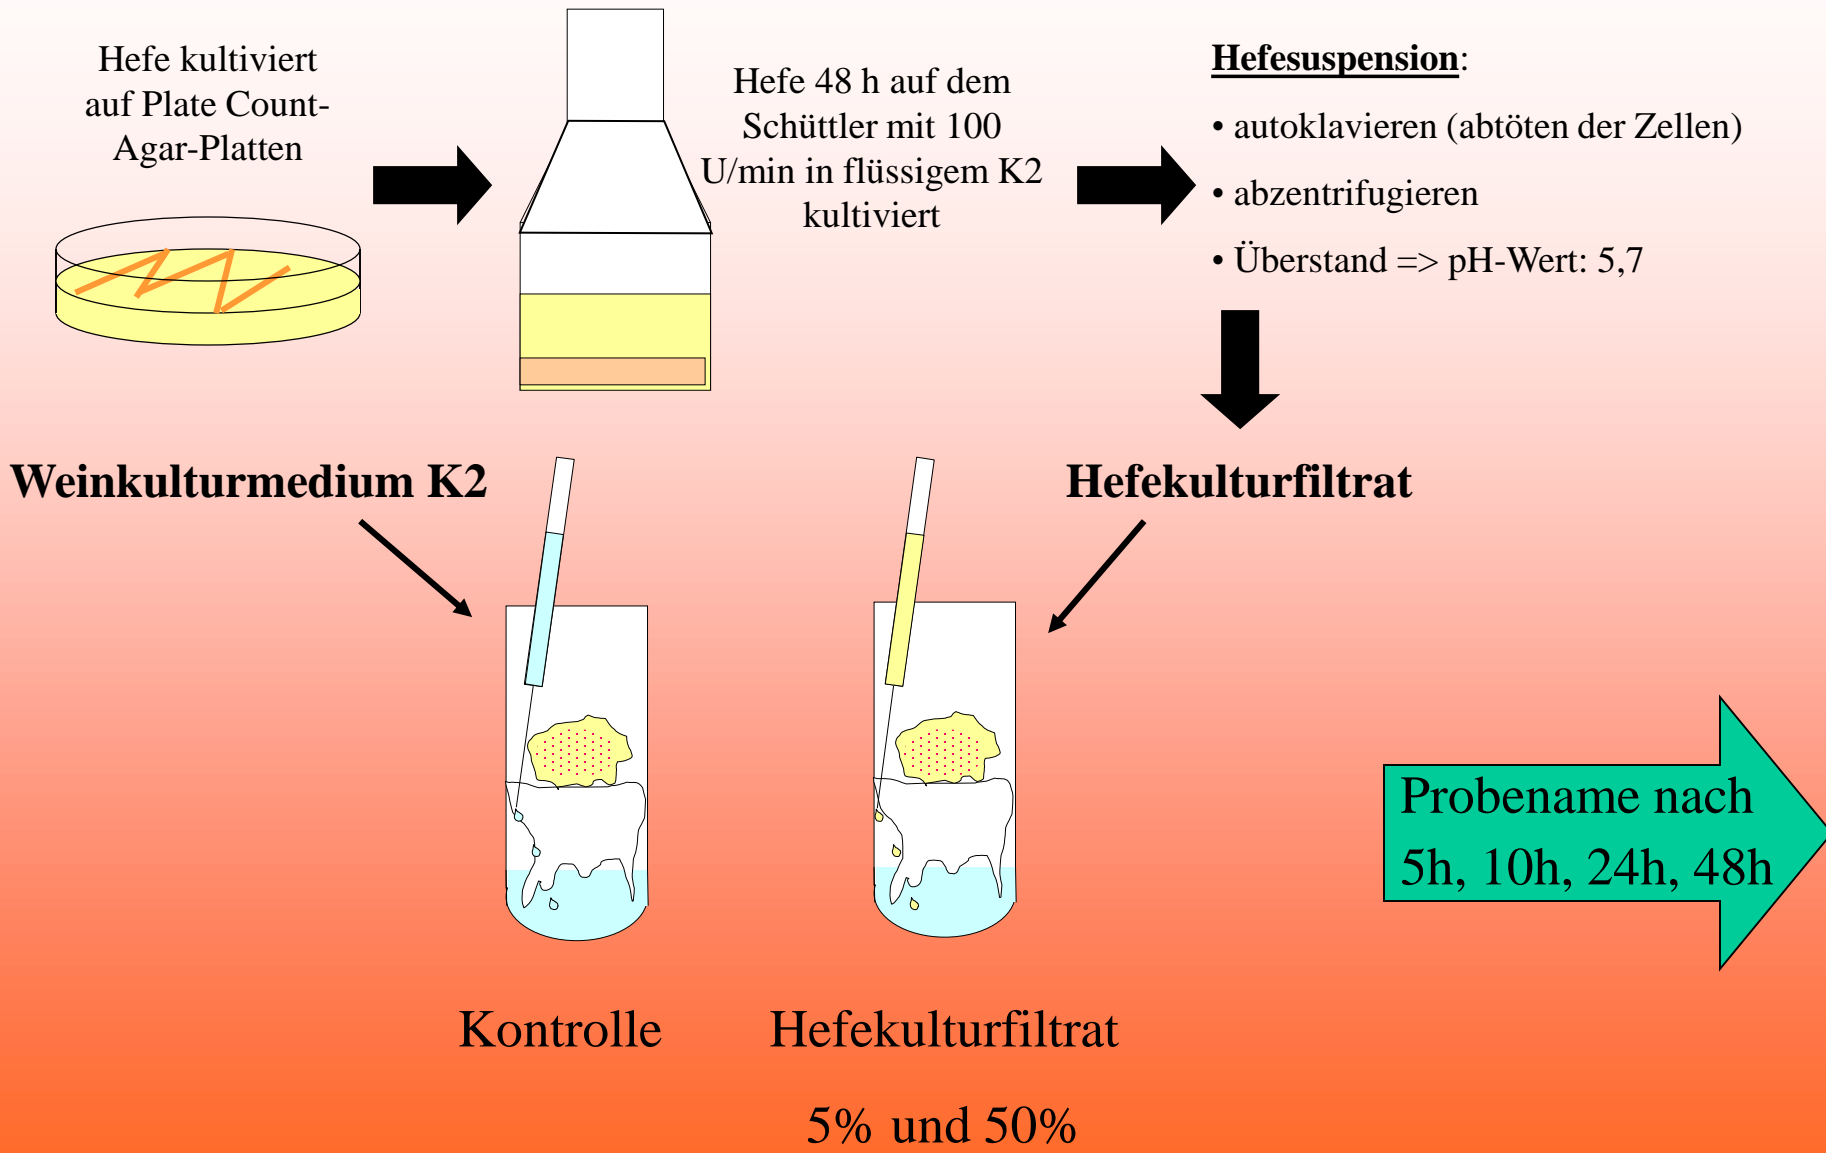 Hefe kultiviert
auf Plate Count-
Agar-Platten
Hefe 48 h auf dem
Schüttler mit 100
U/min in flüssigem K2
kultiviert
Hefesuspension:
• autoklavieren (abtöten der Zellen)
• abzentrifugieren
• Überstand => pH-Wert: 5,7
Weinkulturmedium K2
Hefekulturfiltrat
Probename nach
5h, 10h, 24h, 48h
Kontrolle
Hefekulturfiltrat
5% und 50%